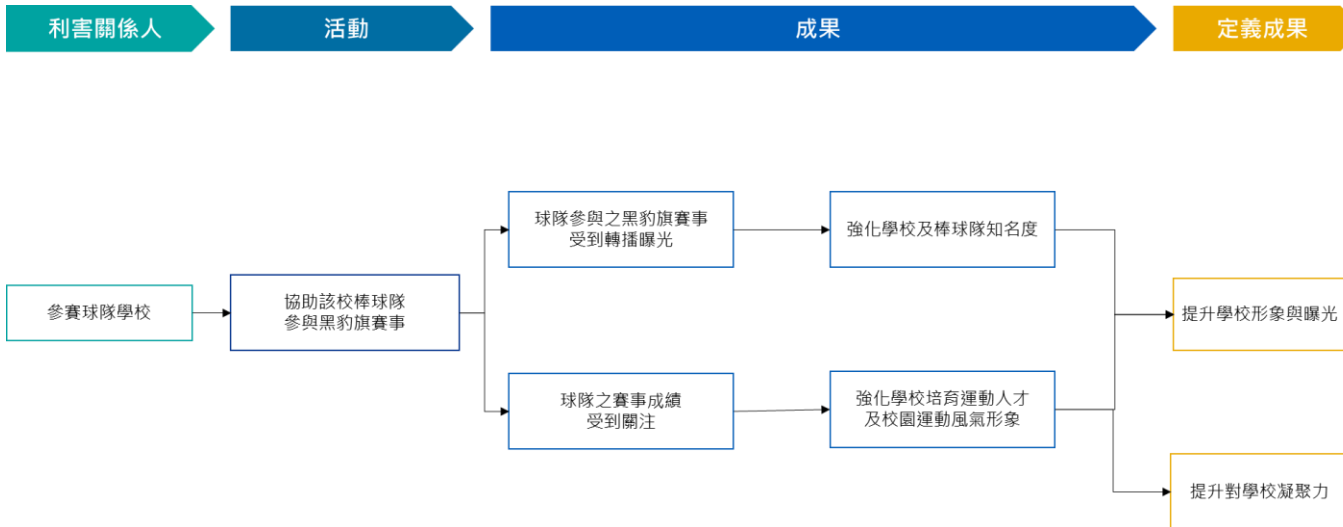 利害關係人
活動
成果
定義成果
球隊參與之黑豹旗賽事
受到轉播曝光
強化學校及棒球隊知名度
參賽球隊學校
協助該校棒球隊
參與黑豹旗賽事
提升學校形象與曝光
球隊之賽事成績
受到關注
強化學校培育運動人才
及校園運動風氣形象
提升對學校凝聚力